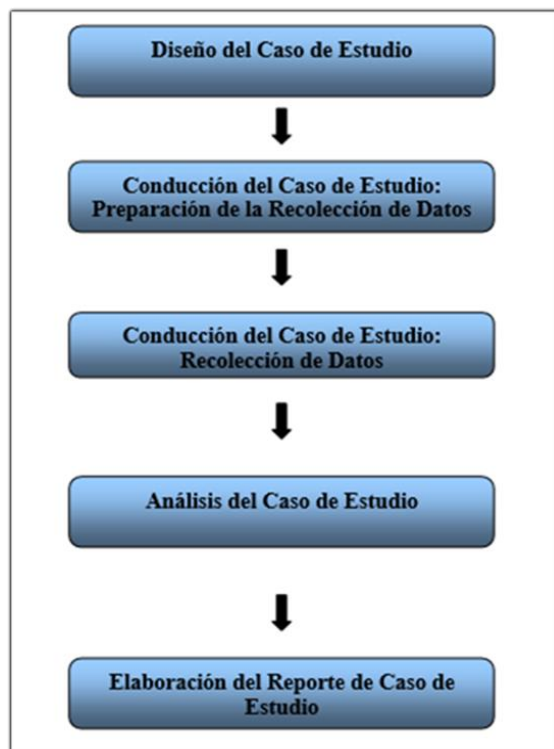 Diseño del Caso de Estudio
Conducción del Caso de Estudio:
Preparación de la Recolección de Datos
Conducción del Caso de Estudio:
Recolección de Datos
Análisis del Caso de Estudio
Elaboración del Reporte de Caso de
Estudio